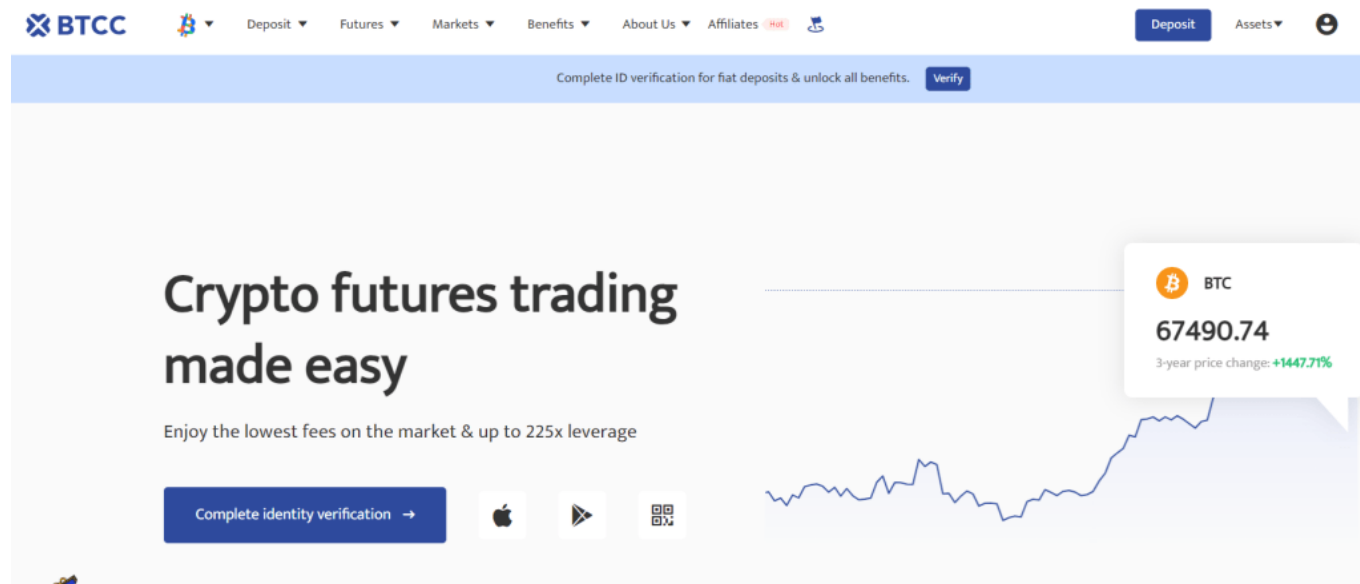 BTCC
Deposit Futures Markets Benefits About Us Affiliates Hot
Deposit Assets
Complete ID verification for fiat deposits & unlock all benefits. Verify
Crypto futures trading
made easy
Enjoy the lowest fees on the market & up to 225x leverage
Complete identity verification →
BTC
67490.74
3-year price change: +1447.71%